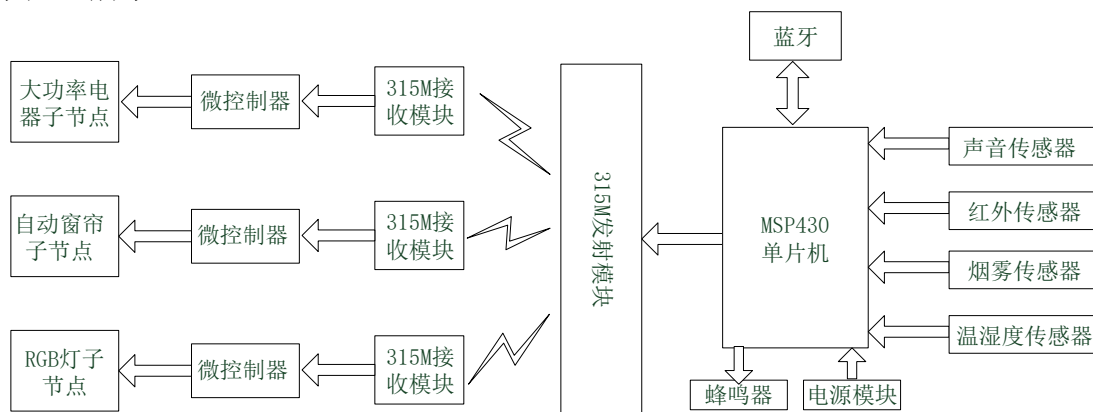 蓝牙
大功率电
器子节点
微控制器
315M接
收模块
声音传感器
自动窗帘
子节点
微控制器
315M接
收模块
315M发射模块
MSP430
单片机
红外传感器
烟雾传感器
RGB灯子
节点
微控制器
315M接
收模块
温湿度传感器
蜂鸣器
电源模块